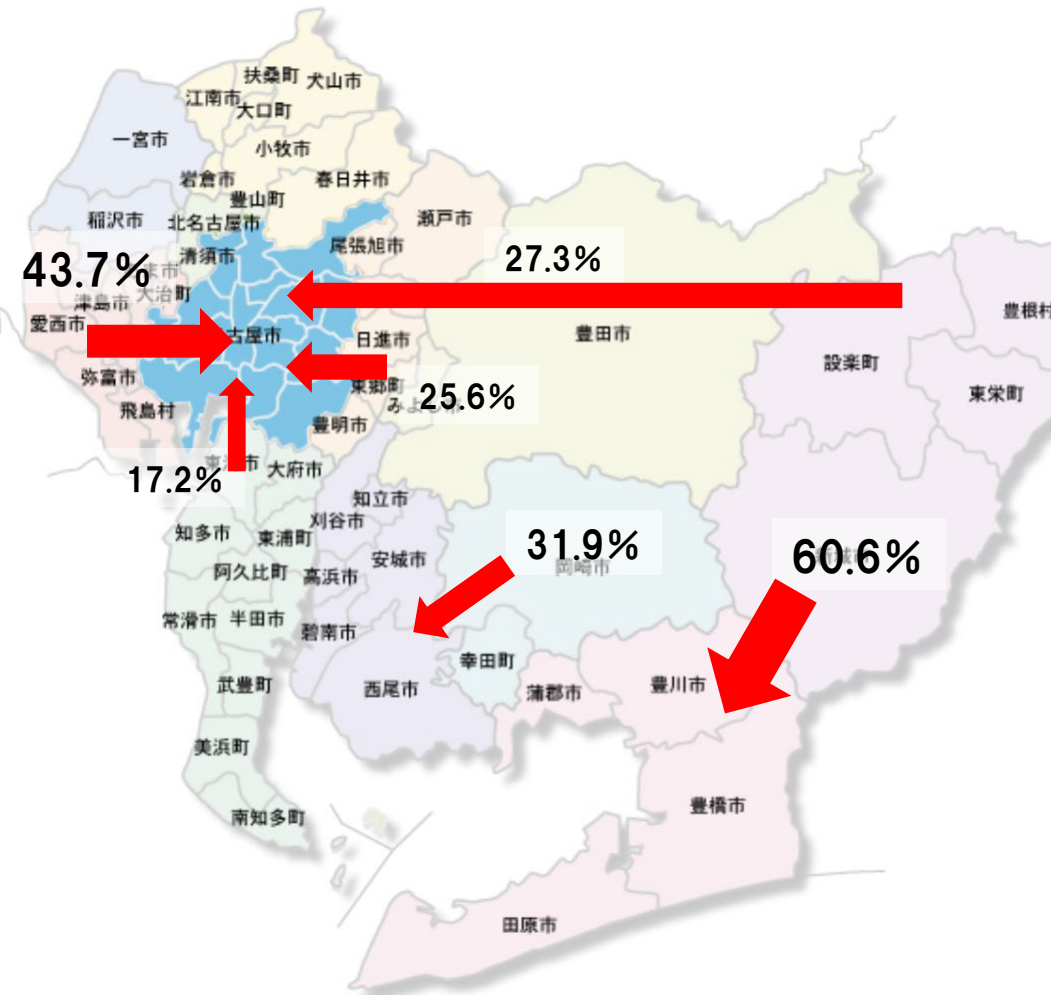 扶桑町
犬山市
江南市
大口町
一宮市
小牧市
岩倉市
春日井市
豊山町
稲沢市
北名古屋市
瀬戸市
尾張旭市
清須市
27.3%
43.7%
ま市
大治町
津島市
豊根村
愛西市
古屋市
日進市
豊田市
設楽町
弥富市
東郷町
東栄町
25.6%
飛島村
豊明市
17.2%
大府市
知立市
刈谷市
知多市
東浦町
31.9%
60.6%
安城市
岡崎市
阿久比町
高浜市
常滑市
半田市
碧南市
幸田町
武豊町
西尾市
蒲郡市
豊川市
美浜町
豊橋市
南知多町
田原市